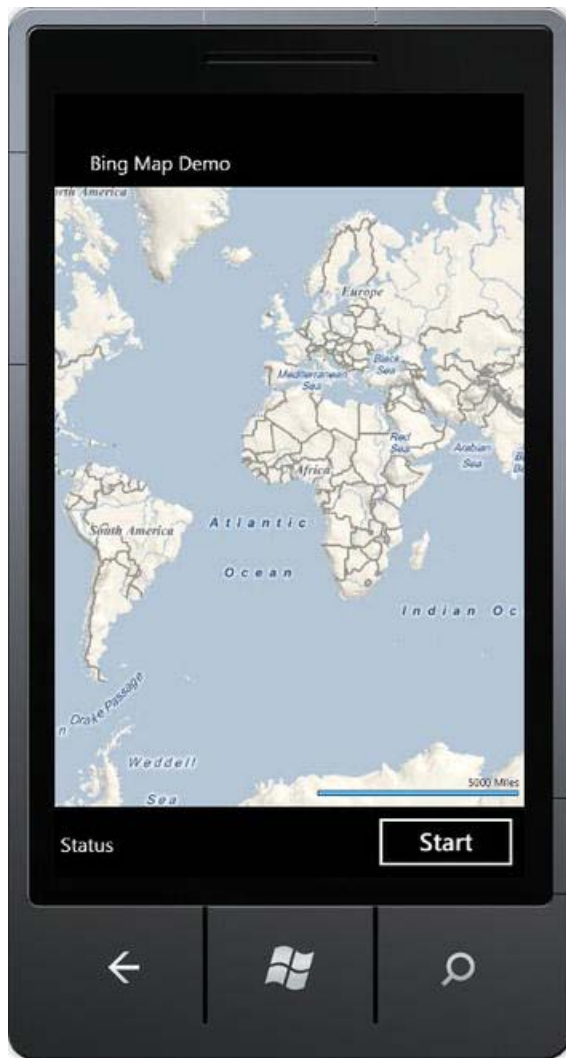 Bing Map Demo
North America
Europe
Black
Sea
Mediterranean
Sea
Red
Sea
Arabian
Sea
Africa
South America
Atlantic
Ocean
Indian Oc
Drake Passage
n
Weddell
Sea
5000 Miles
Status
Start